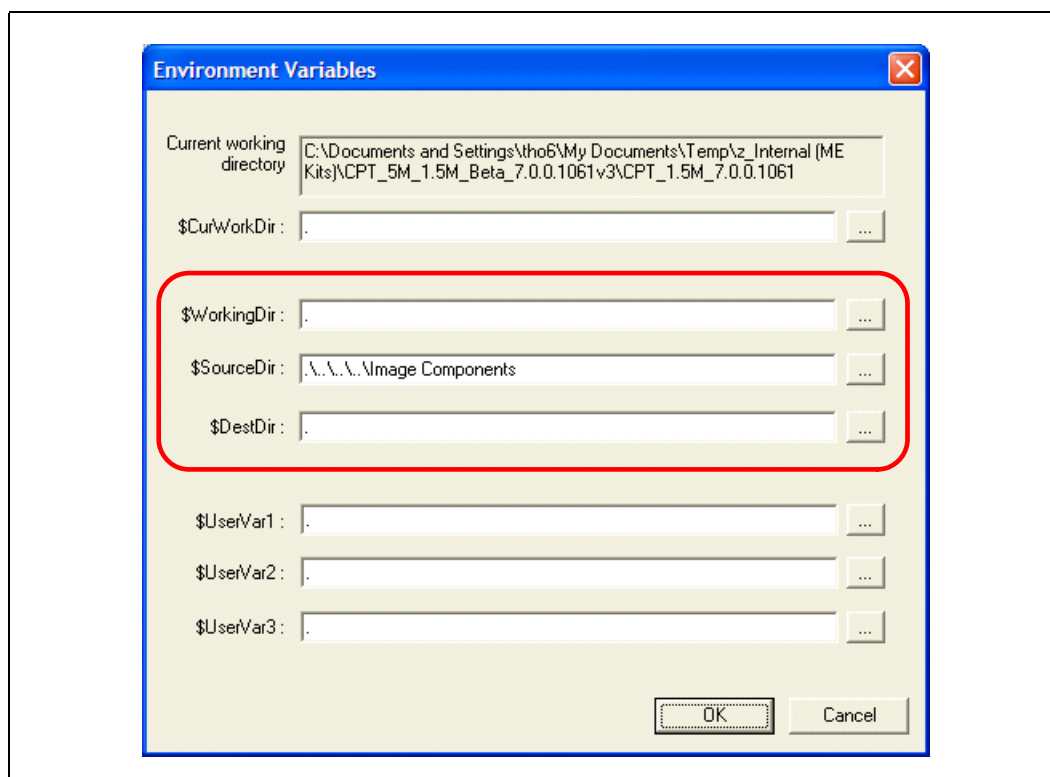 Environment Variables
Current working
directory
C:\Documents and Settings\tho6\My Documents\Temp\z_Internal (ME
Kits)\CPT_5M_1.5M_Beta_7.0.0.1061v3\CPT_1.5M_7.0.0.1061
$CurWorkDir : .
...
$WorkingDir : .
...
$SourceDir : .\..\..\..\Image Components
...
$DestDir : .
...
$UserVar1 : .
...
$UserVar2 : .
...
$UserVar3 : .
...
OK
Cancel